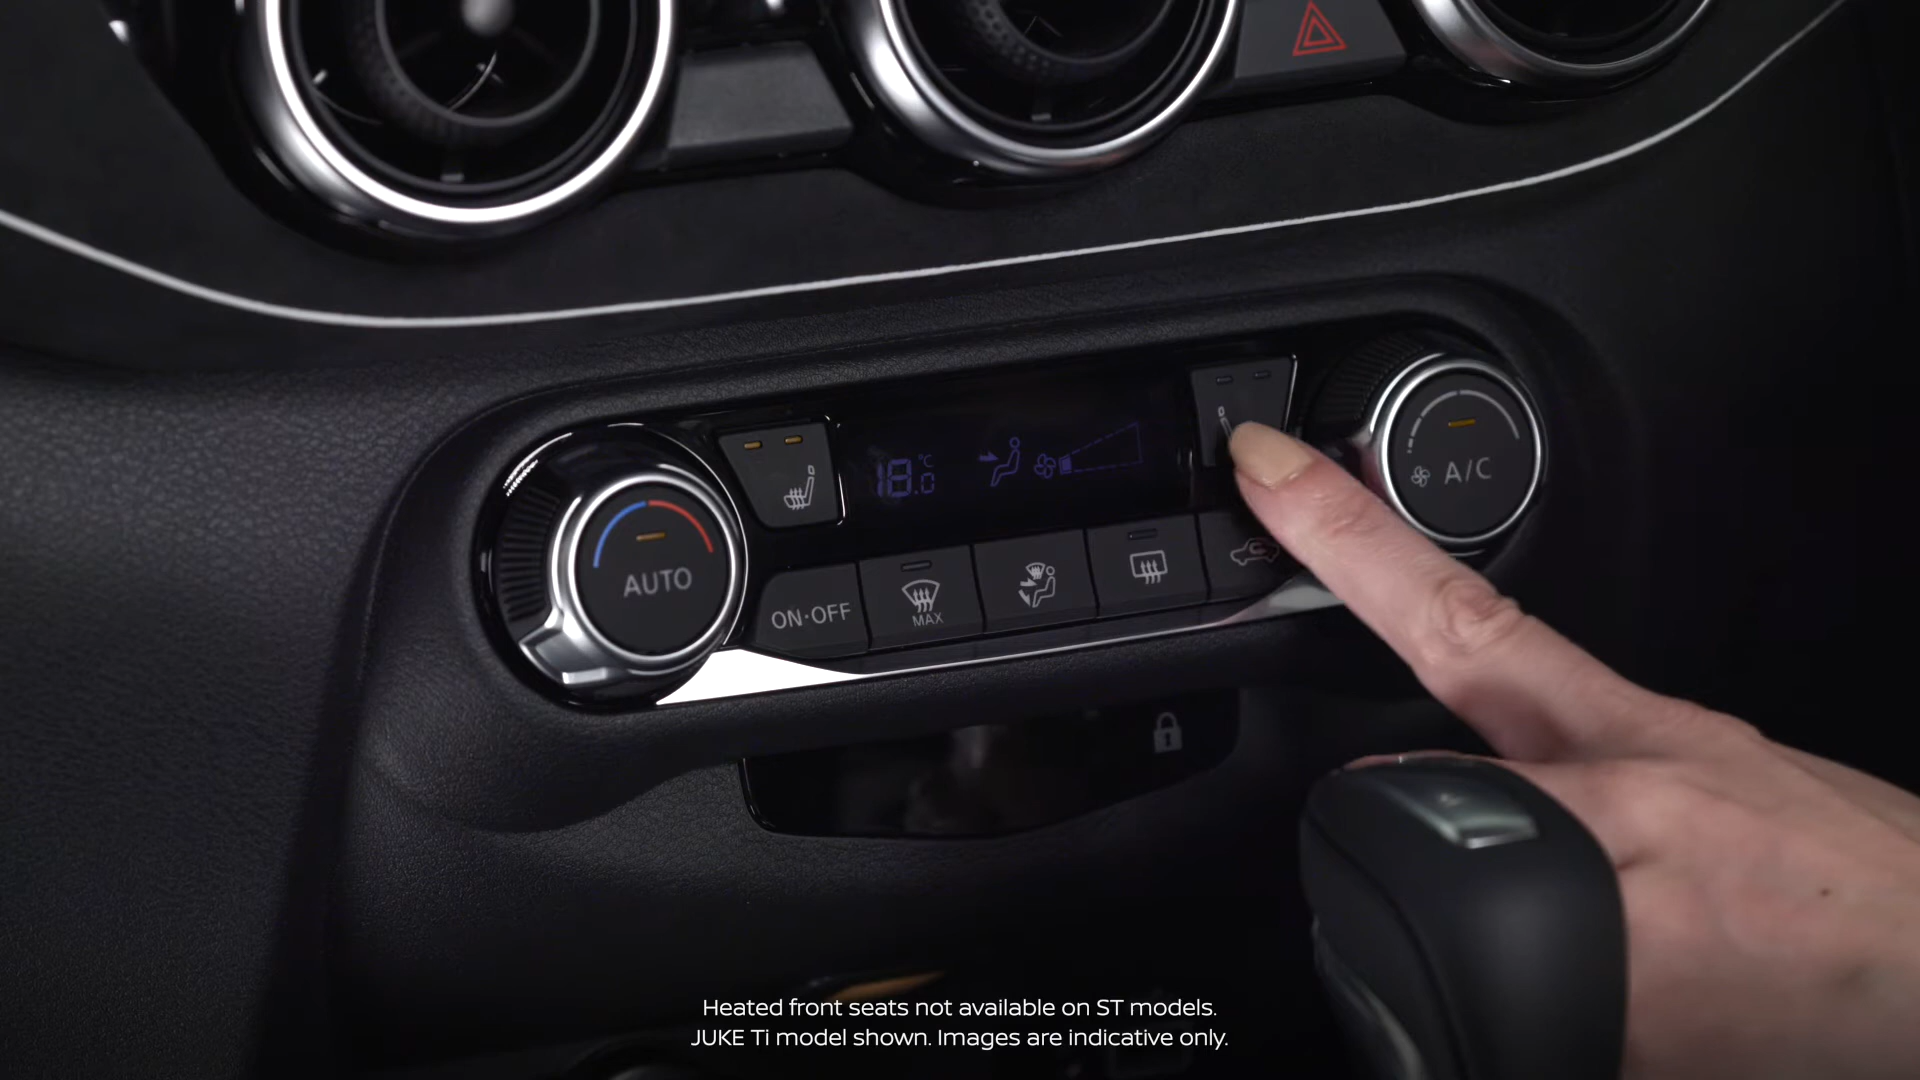 18.0 °C
A/C
AUTO
ON·OFF
MAX
Heated front seats not available on ST models.
JUKE Ti model shown. Images are indicative only.